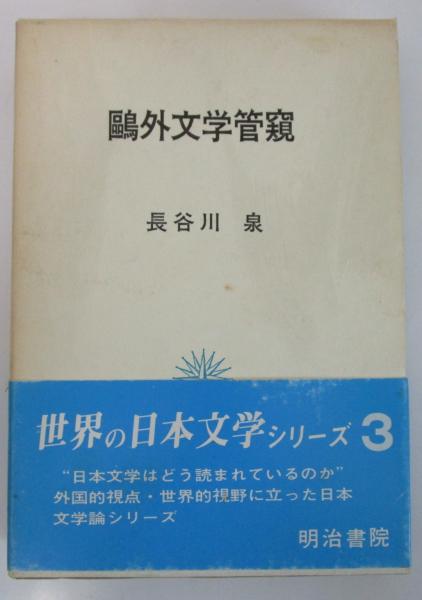 鷗外文学管窺
長谷川 泉
世界の日本文学シリーズ 3
“日本文学はどう読まれているのか”
外国的視点・世界的視野に立った日本
文学論シリーズ
明治書院